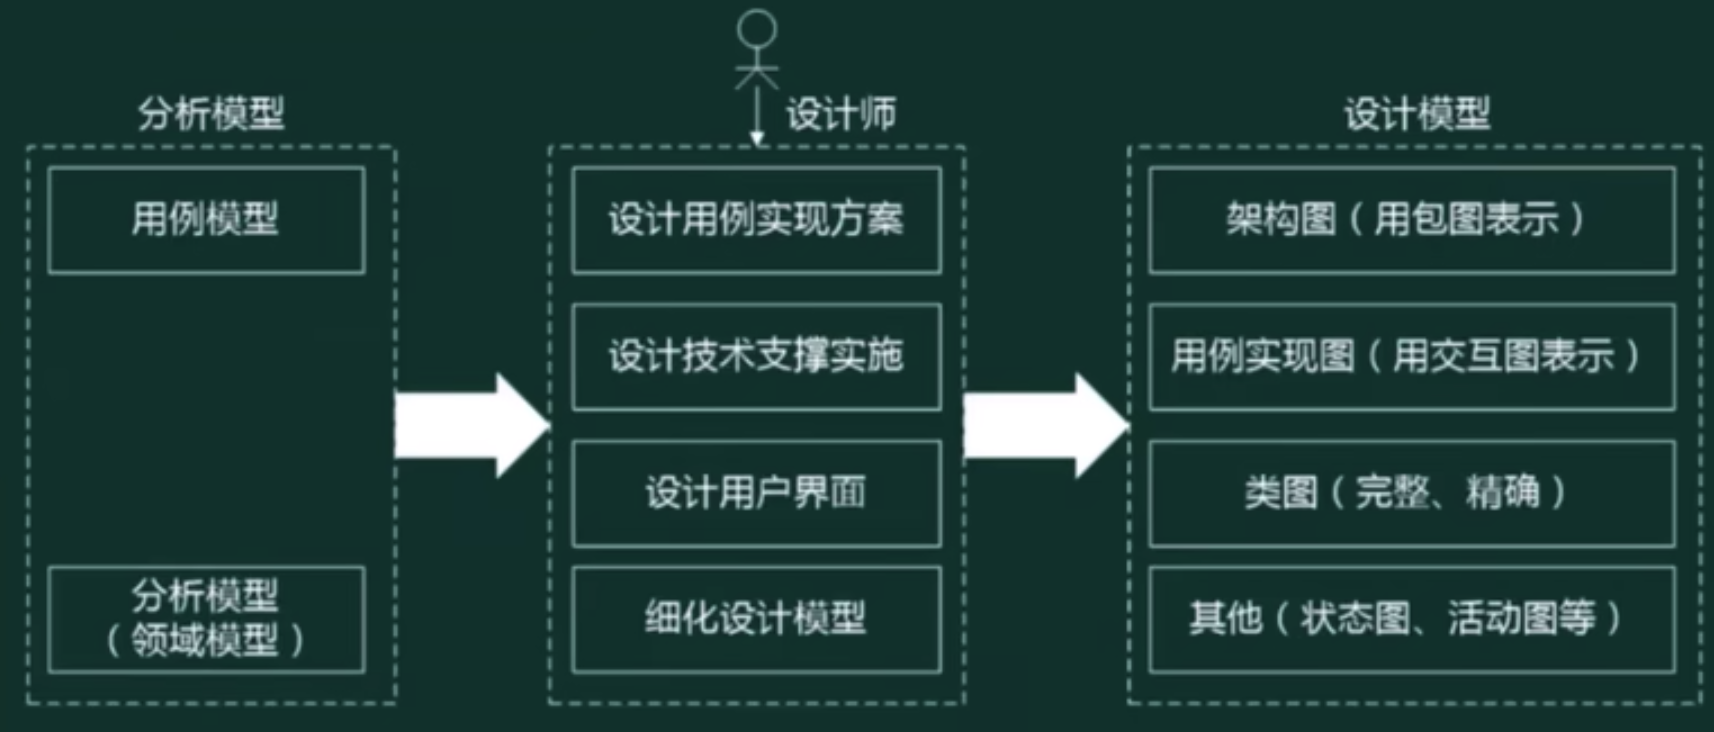 分析模型
用例模型
分析模型
（领域模型）
设计师
设计用例实现方案
设计技术支撑实施
设计用户界面
细化设计模型
设计模型
架构图（用包图表示）
用例实现图（用交互图表示）
类图（完整、精确）
其他（状态图、活动图等）